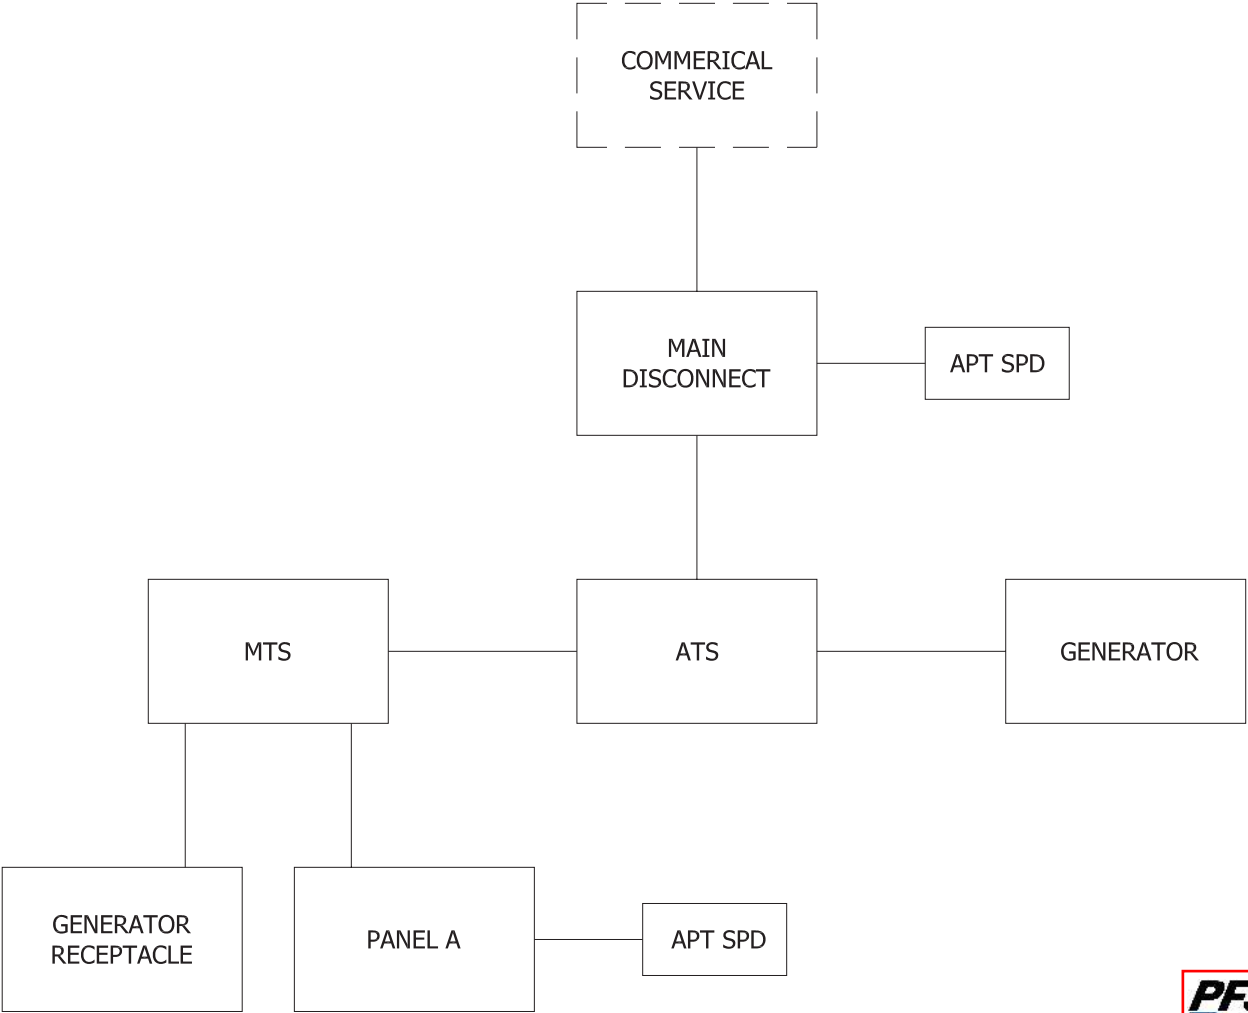 COMMERICAL
SERVICE
MAIN
DISCONNECT
APT SPD
MTS
ATS
GENERATOR
GENERATOR
RECEPTACLE
PANEL A
APT SPD